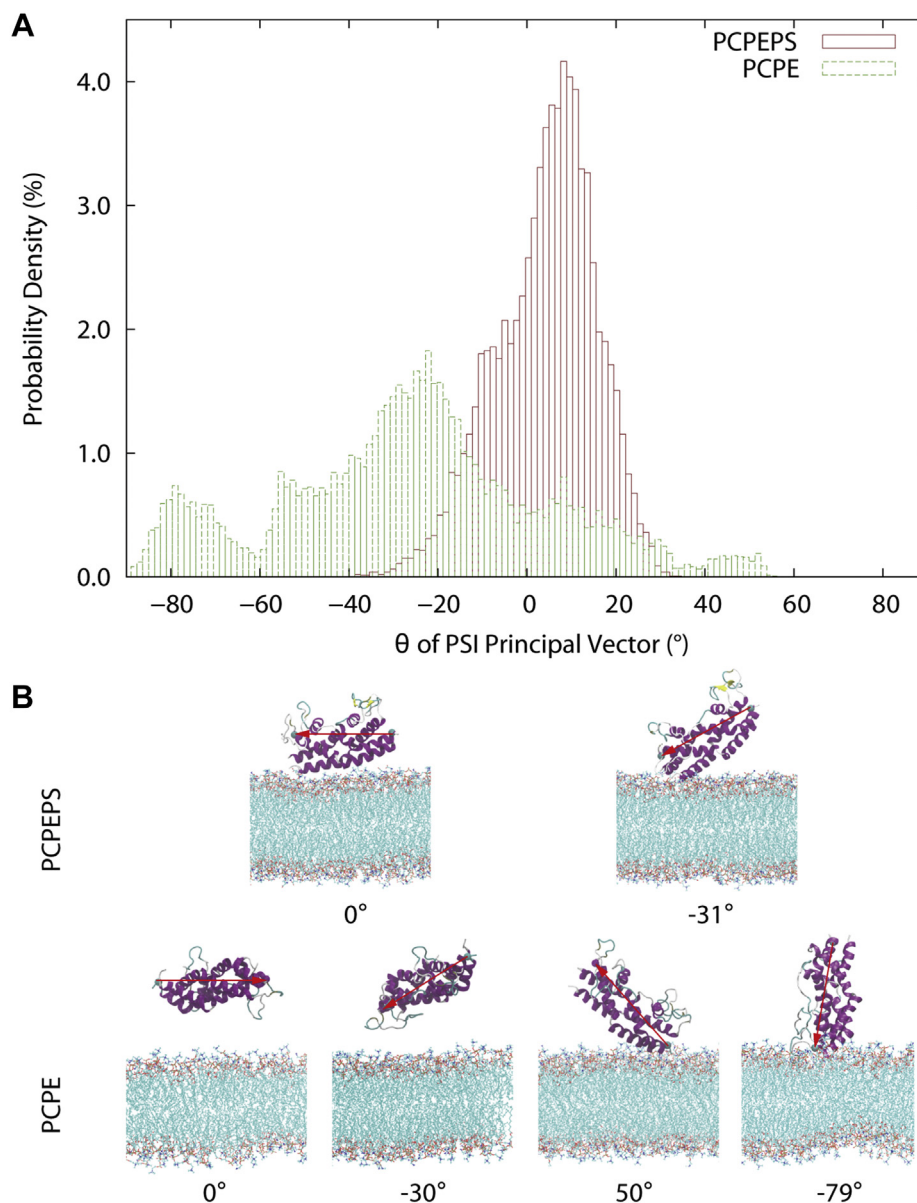 A
PCPEPS
PCPE
4.0
3.0
2.0
1.0
0.0
Probability Density (%)
−80 −60 −40 −20 0 20 40 60 80
θ of PSI Principal Vector (°)
B
PCPEPS
0° -31°
PCPE
0° -30° 50° -79°